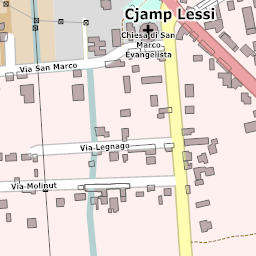 Cjamp Lessi
Chiesa di San
Marco
Evangelista
Via San Marco
Via Legnago
Via Molinut